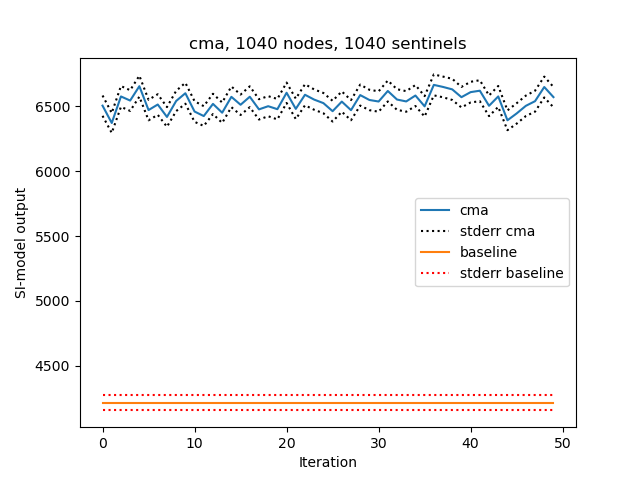 cma, 1040 nodes, 1040 sentinels
SI-model output
6500
6000
5500
5000
4500
cma
stderr cma
baseline
stderr baseline
0
10
20
30
40
50
Iteration